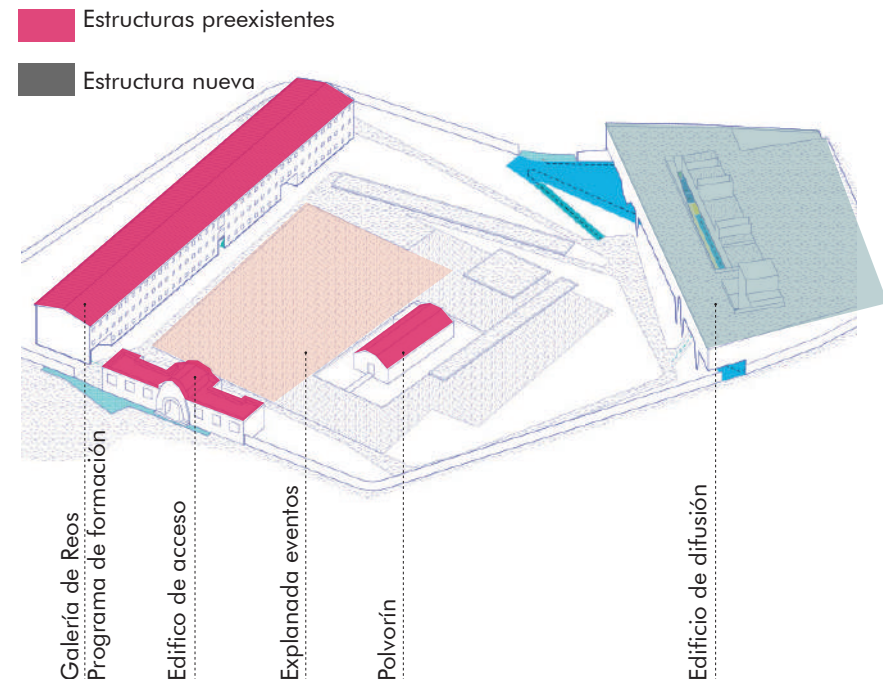 Estructuras preexistentes
Estructura nueva
Galería de Reos
Programa de formación
Edifico de acceso
Explanada eventos
Polvorín
Edificio de difusión